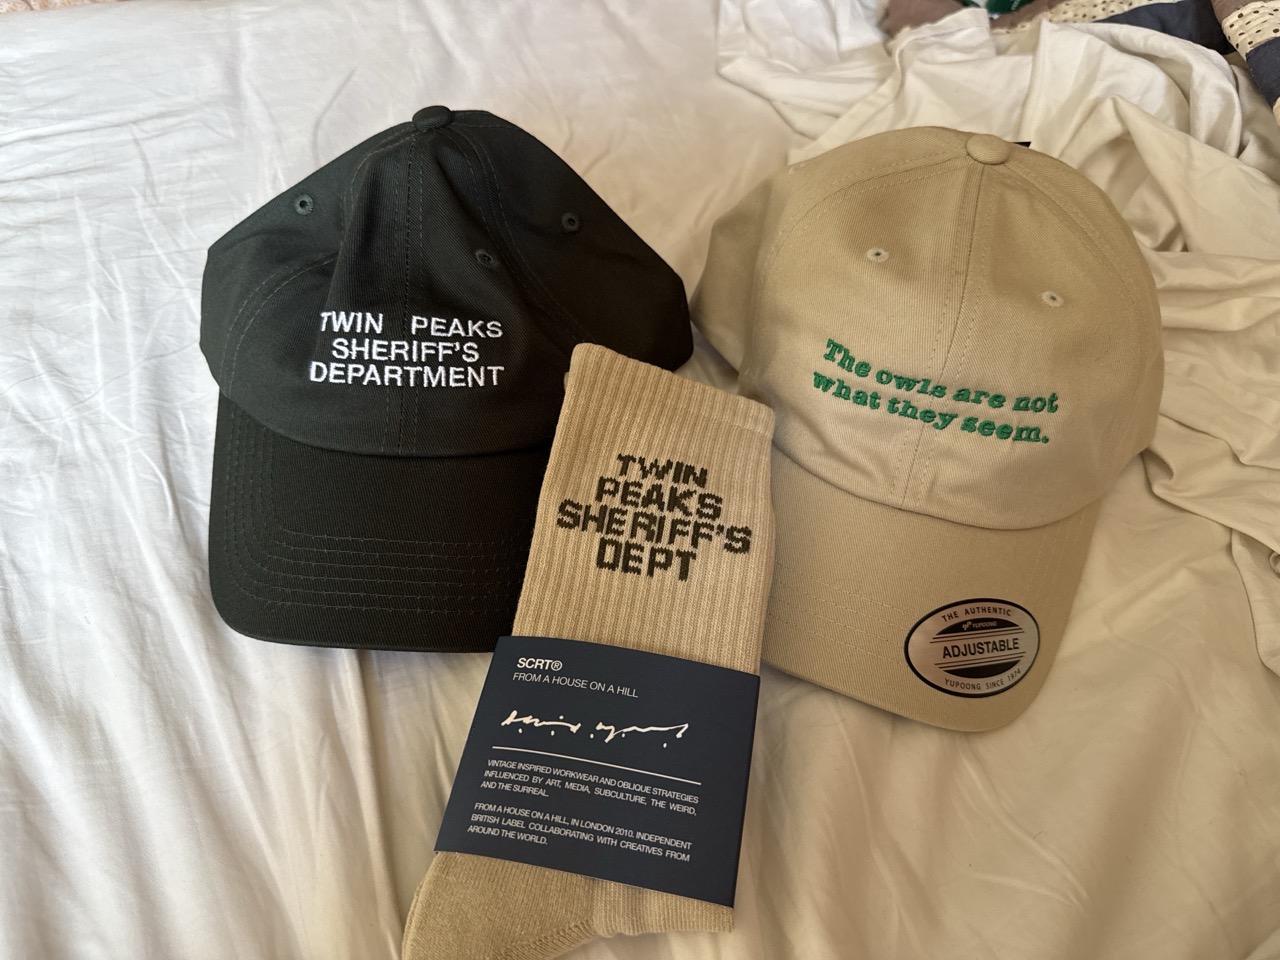 TWIN PEAKS
SHERIFF'S
DEPARTMENT
The owls are not
what they seem.
THE AUTHENTIC
YUPOONG
ADJUSTABLE
YUPOONG SINCE 1974
TWIN
PEAKS
SHERIFF'S
DEPT
SCRT®
FROM A HOUSE ON A HILL
VINTAGE INSPIRED WORKWEAR AND OBLIQUE STRATEGIES
INFLUENCED BY ART, MEDIA, SUBCULTURE, THE WEIRD,
AND THE SURREAL.
FROM A HOUSE ON A HILL, IN LONDON 2010. INDEPENDENT
BRITISH LABEL COLLABORATING WITH CREATIVES FROM
AROUND THE WORLD.